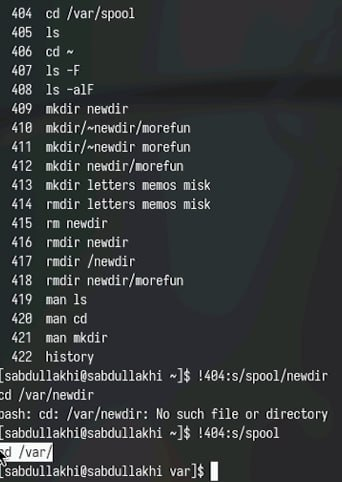 404 cd /var/spool
405 ls
406 cd ~
407 ls -F
408 ls -alF
409 mkdir newdir
410 mkdir/~newdir/morefun
411 mkdir/~newdir morefun
412 mkdir newdir/morefun
413 mkdir letters memos misk
414 rmdir letters memos misk
415 rm newdir
416 rmdir newdir
417 rmdir /newdir
418 rmdir newdir/morefun
419 man ls
420 man cd
421 man mkdir
422 history
[sabdullakhi@sabdullakhi ~]$ !404:s/spool/newdir
cd /var/newdir
bash: cd: /var/newdir: No such file or directory
[sabdullakhi@sabdullakhi ~]$ !404:s/spool
cd /var/
[sabdullakhi@sabdullakhi var]$